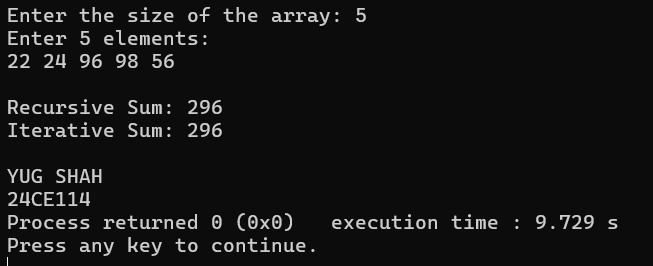 Enter the size of the array: 5
Enter 5 elements:
22 24 96 98 56
Recursive Sum: 296
Iterative Sum: 296
YUG SHAH
24CE114
Process returned 0 (0x0)   execution time : 9.729 s
Press any key to continue.